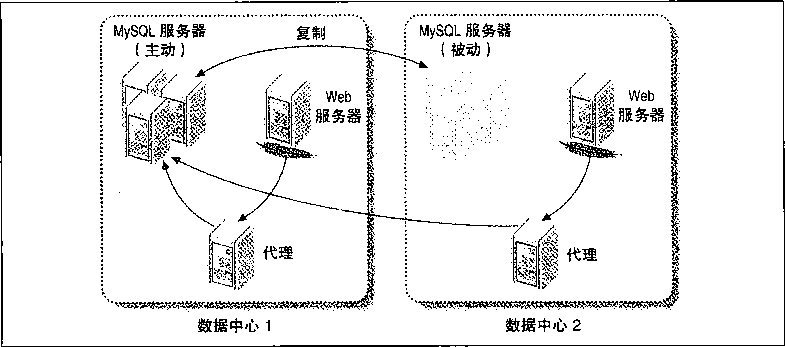 MySQL 服务器
（主动）
复制
Web
服务器
代理
数据中心 1
MySQL 服务器
（被动）
Web
服务器
代理
数据中心 2